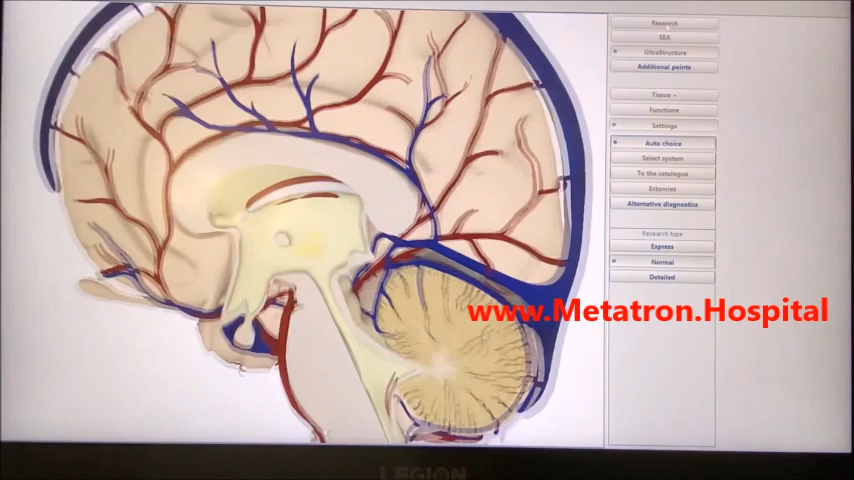 Research
SEA
UltraStructure
Additional points
Tissue -
Functions
Settings
Auto choice
Select system
To the catalogue
Ectomies
Alternative diagnostics
Research type
Express
Normal
Detailed
www.Metatron.Hospital
LEGION